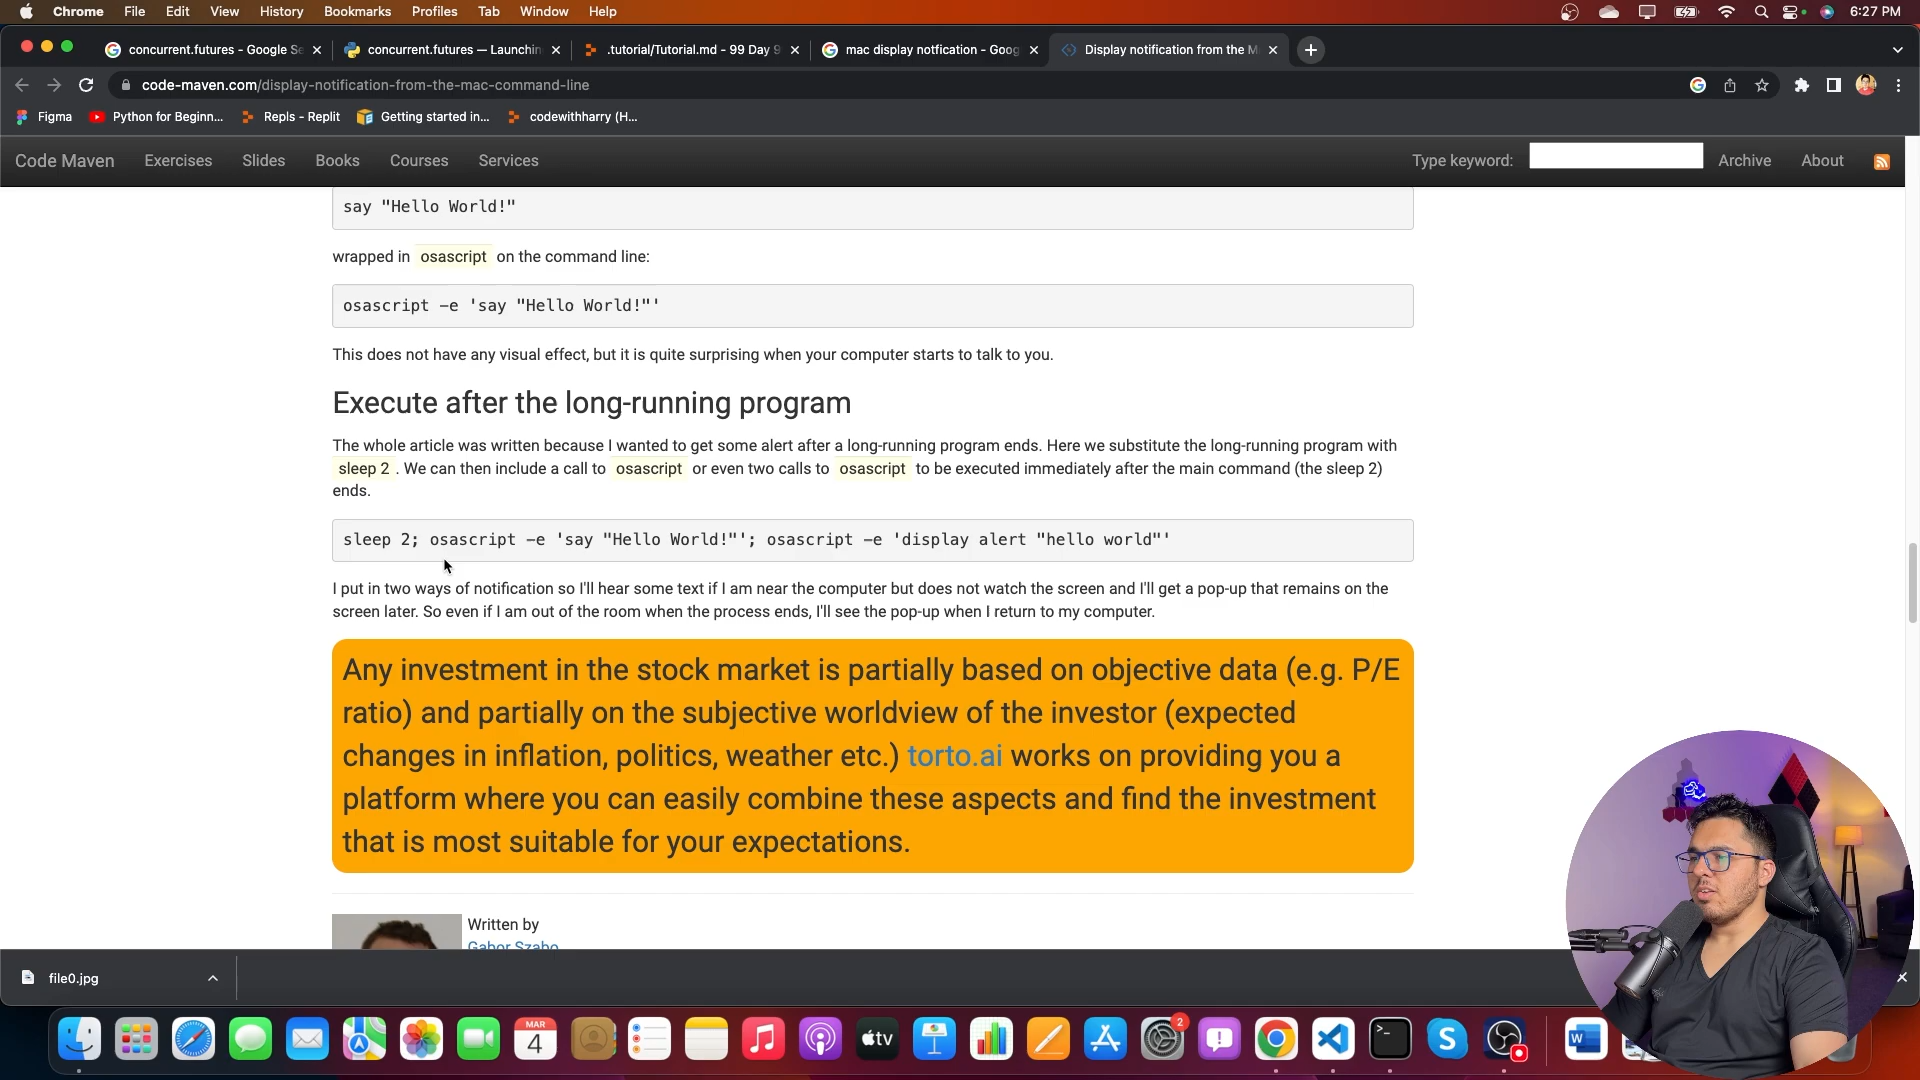 Chrome File Edit View History Bookmarks Profiles Tab Window Help 6:27 PM
concurrent.futures - Google Se
concurrent.futures — Launchin
.tutorial/Tutorial.md - 99 Day 9
mac display notfication - Goog
Display notification from the M
code-maven.com/display-notification-from-the-mac-command-line
Figma Python for Beginn... Repls - Replit Getting started in... codewithharry (H...
Code Maven Exercises Slides Books Courses Services Type keyword: Archive About
say "Hello World!"
wrapped in osascript on the command line:
osascript -e 'say "Hello World!"'
This does not have any visual effect, but it is quite surprising when your computer starts to talk to you.
Execute after the long-running program
The whole article was written because I wanted to get some alert after a long-running program ends. Here we substitute the long-running program with
sleep 2 . We can then include a call to osascript or even two calls to osascript to be executed immediately after the main command (the sleep 2)
ends.
sleep 2; osascript -e 'say "Hello World!"'; osascript -e 'display alert "hello world"'
I put in two ways of notification so I'll hear some text if I am near the computer but does not watch the screen and I'll get a pop-up that remains on the
screen later. So even if I am out of the room when the process ends, I'll see the pop-up when I return to my computer.
Any investment in the stock market is partially based on objective data (e.g. P/E
ratio) and partially on the subjective worldview of the investor (expected
changes in inflation, politics, weather etc.) torto.ai works on providing you a
platform where you can easily combine these aspects and find the investment
that is most suitable for your expectations.
Written by
Gabor Szabo
file0.jpg
MAR
4
tv
2